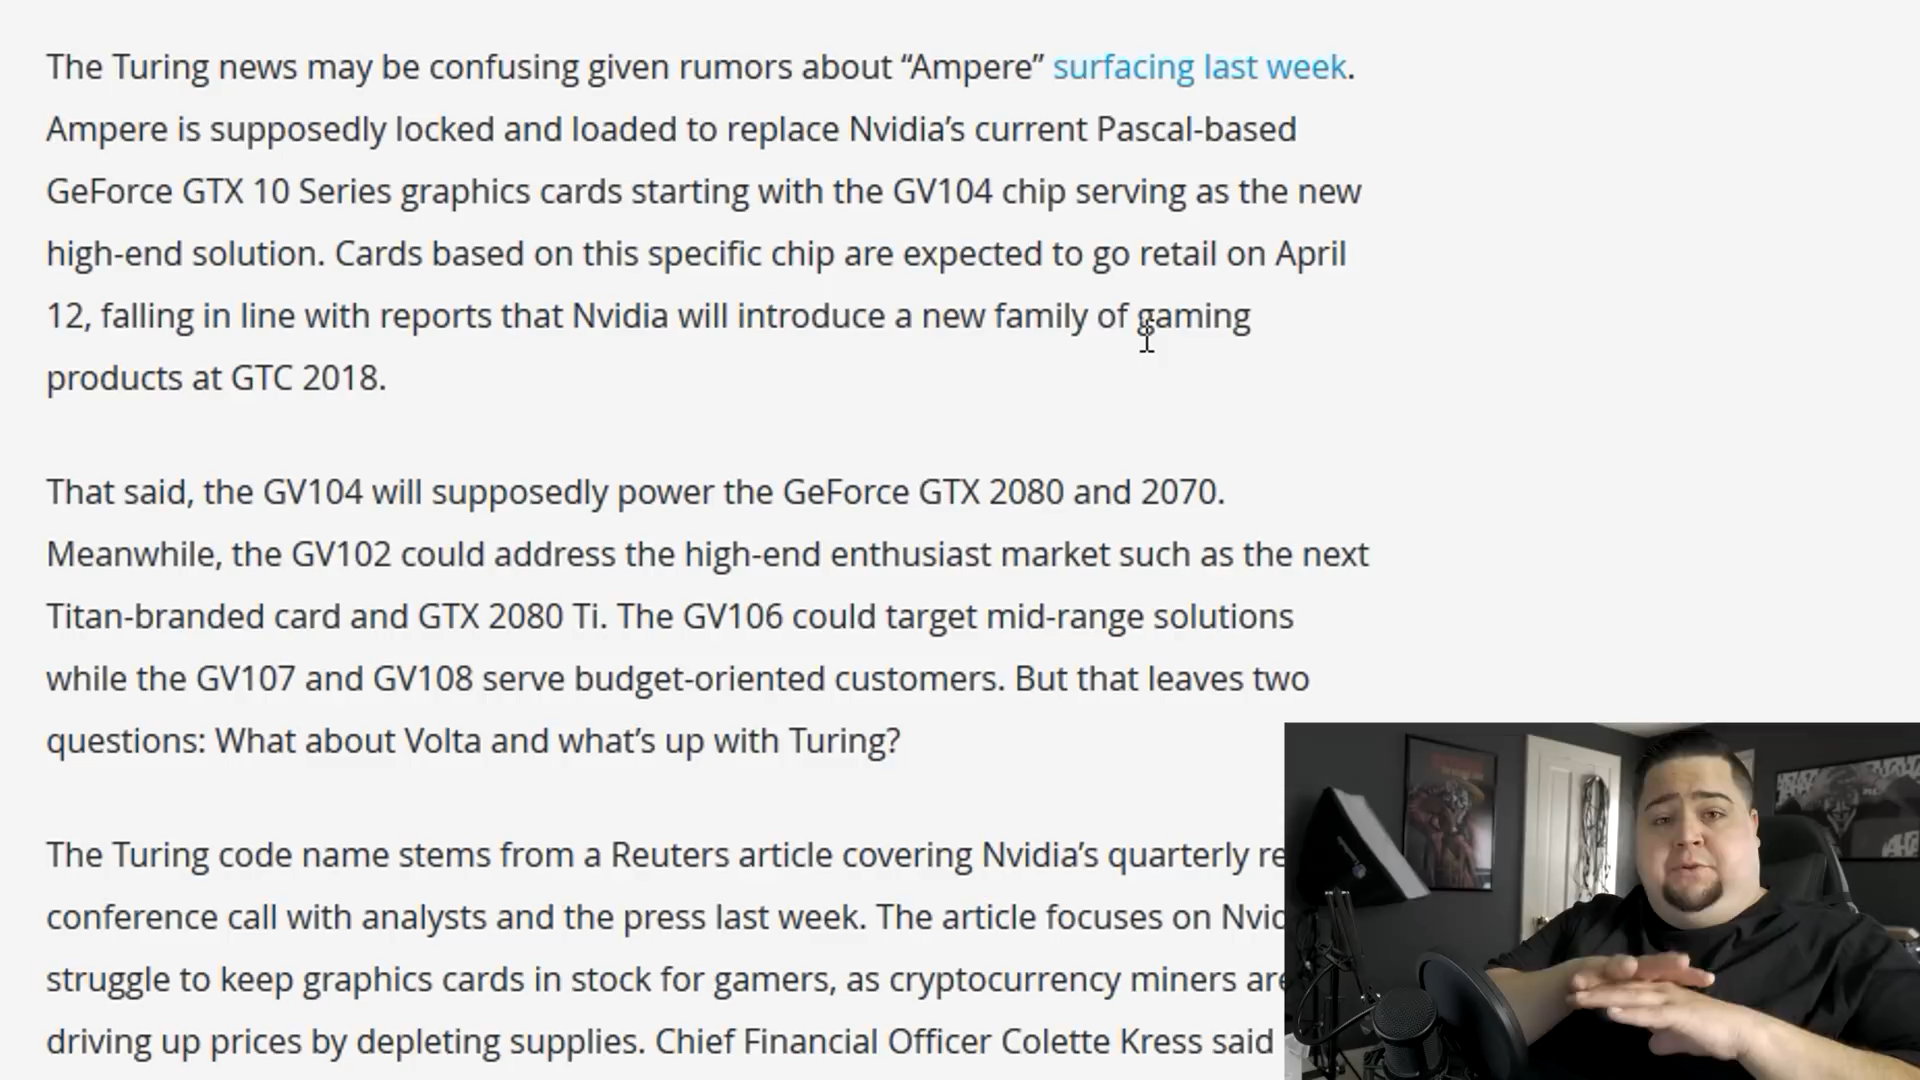 The Turing news may be confusing given rumors about “Ampere” surfacing last week.
Ampere is supposedly locked and loaded to replace Nvidia’s current Pascal-based
GeForce GTX 10 Series graphics cards starting with the GV104 chip serving as the new
high-end solution. Cards based on this specific chip are expected to go retail on April
12, falling in line with reports that Nvidia will introduce a new family of gaming
products at GTC 2018.
That said, the GV104 will supposedly power the GeForce GTX 2080 and 2070.
Meanwhile, the GV102 could address the high-end enthusiast market such as the next
Titan-branded card and GTX 2080 Ti. The GV106 could target mid-range solutions
while the GV107 and GV108 serve budget-oriented customers. But that leaves two
questions: What about Volta and what’s up with Turing?
The Turing code name stems from a Reuters article covering Nvidia’s quarterly re
conference call with analysts and the press last week. The article focuses on Nvid
struggle to keep graphics cards in stock for gamers, as cryptocurrency miners are
driving up prices by depleting supplies. Chief Financial Officer Colette Kress said